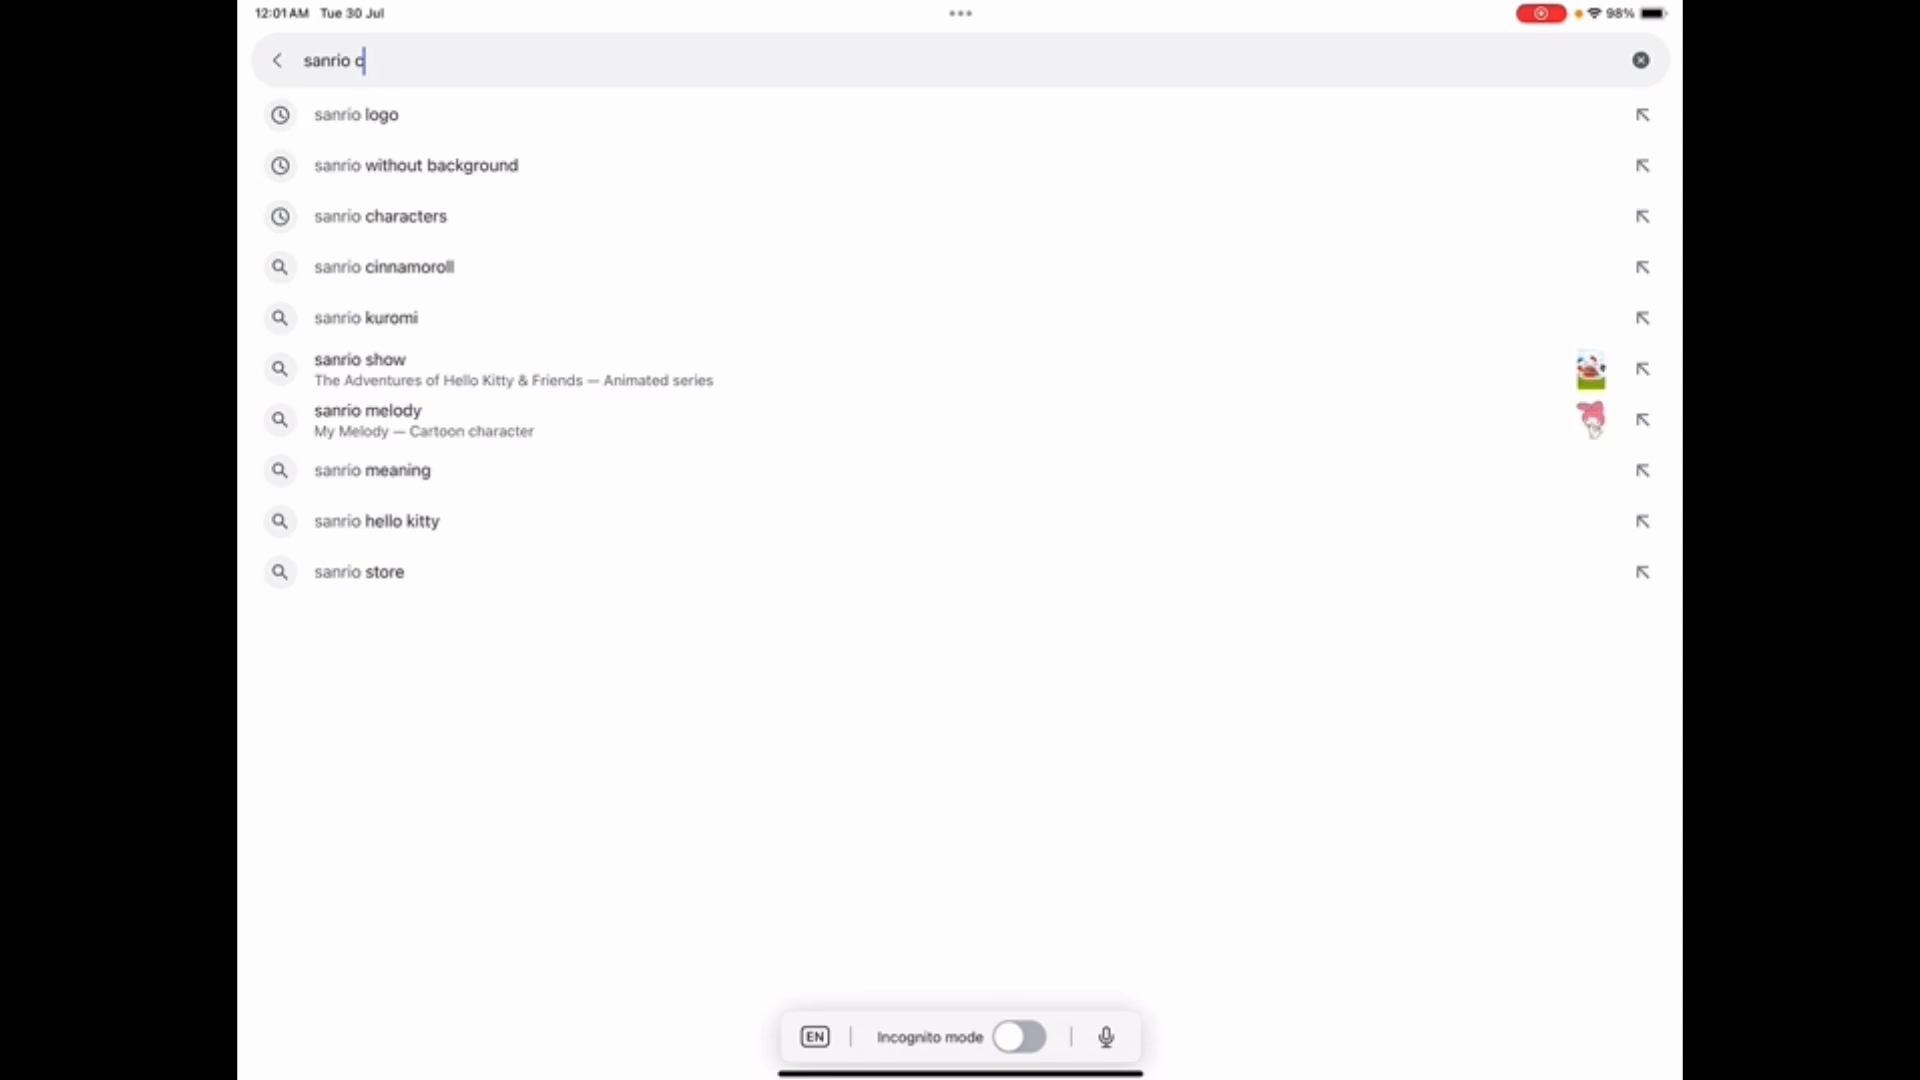 12:01 AM Tue 30 Jul
98%
sanrio c
sanrio logo
sanrio without background
sanrio characters
sanrio cinnamoroll
sanrio kuromi
sanrio show
The Adventures of Hello Kitty & Friends — Animated series
sanrio melody
My Melody — Cartoon character
sanrio meaning
sanrio hello kitty
sanrio store
EN
Incognito mode